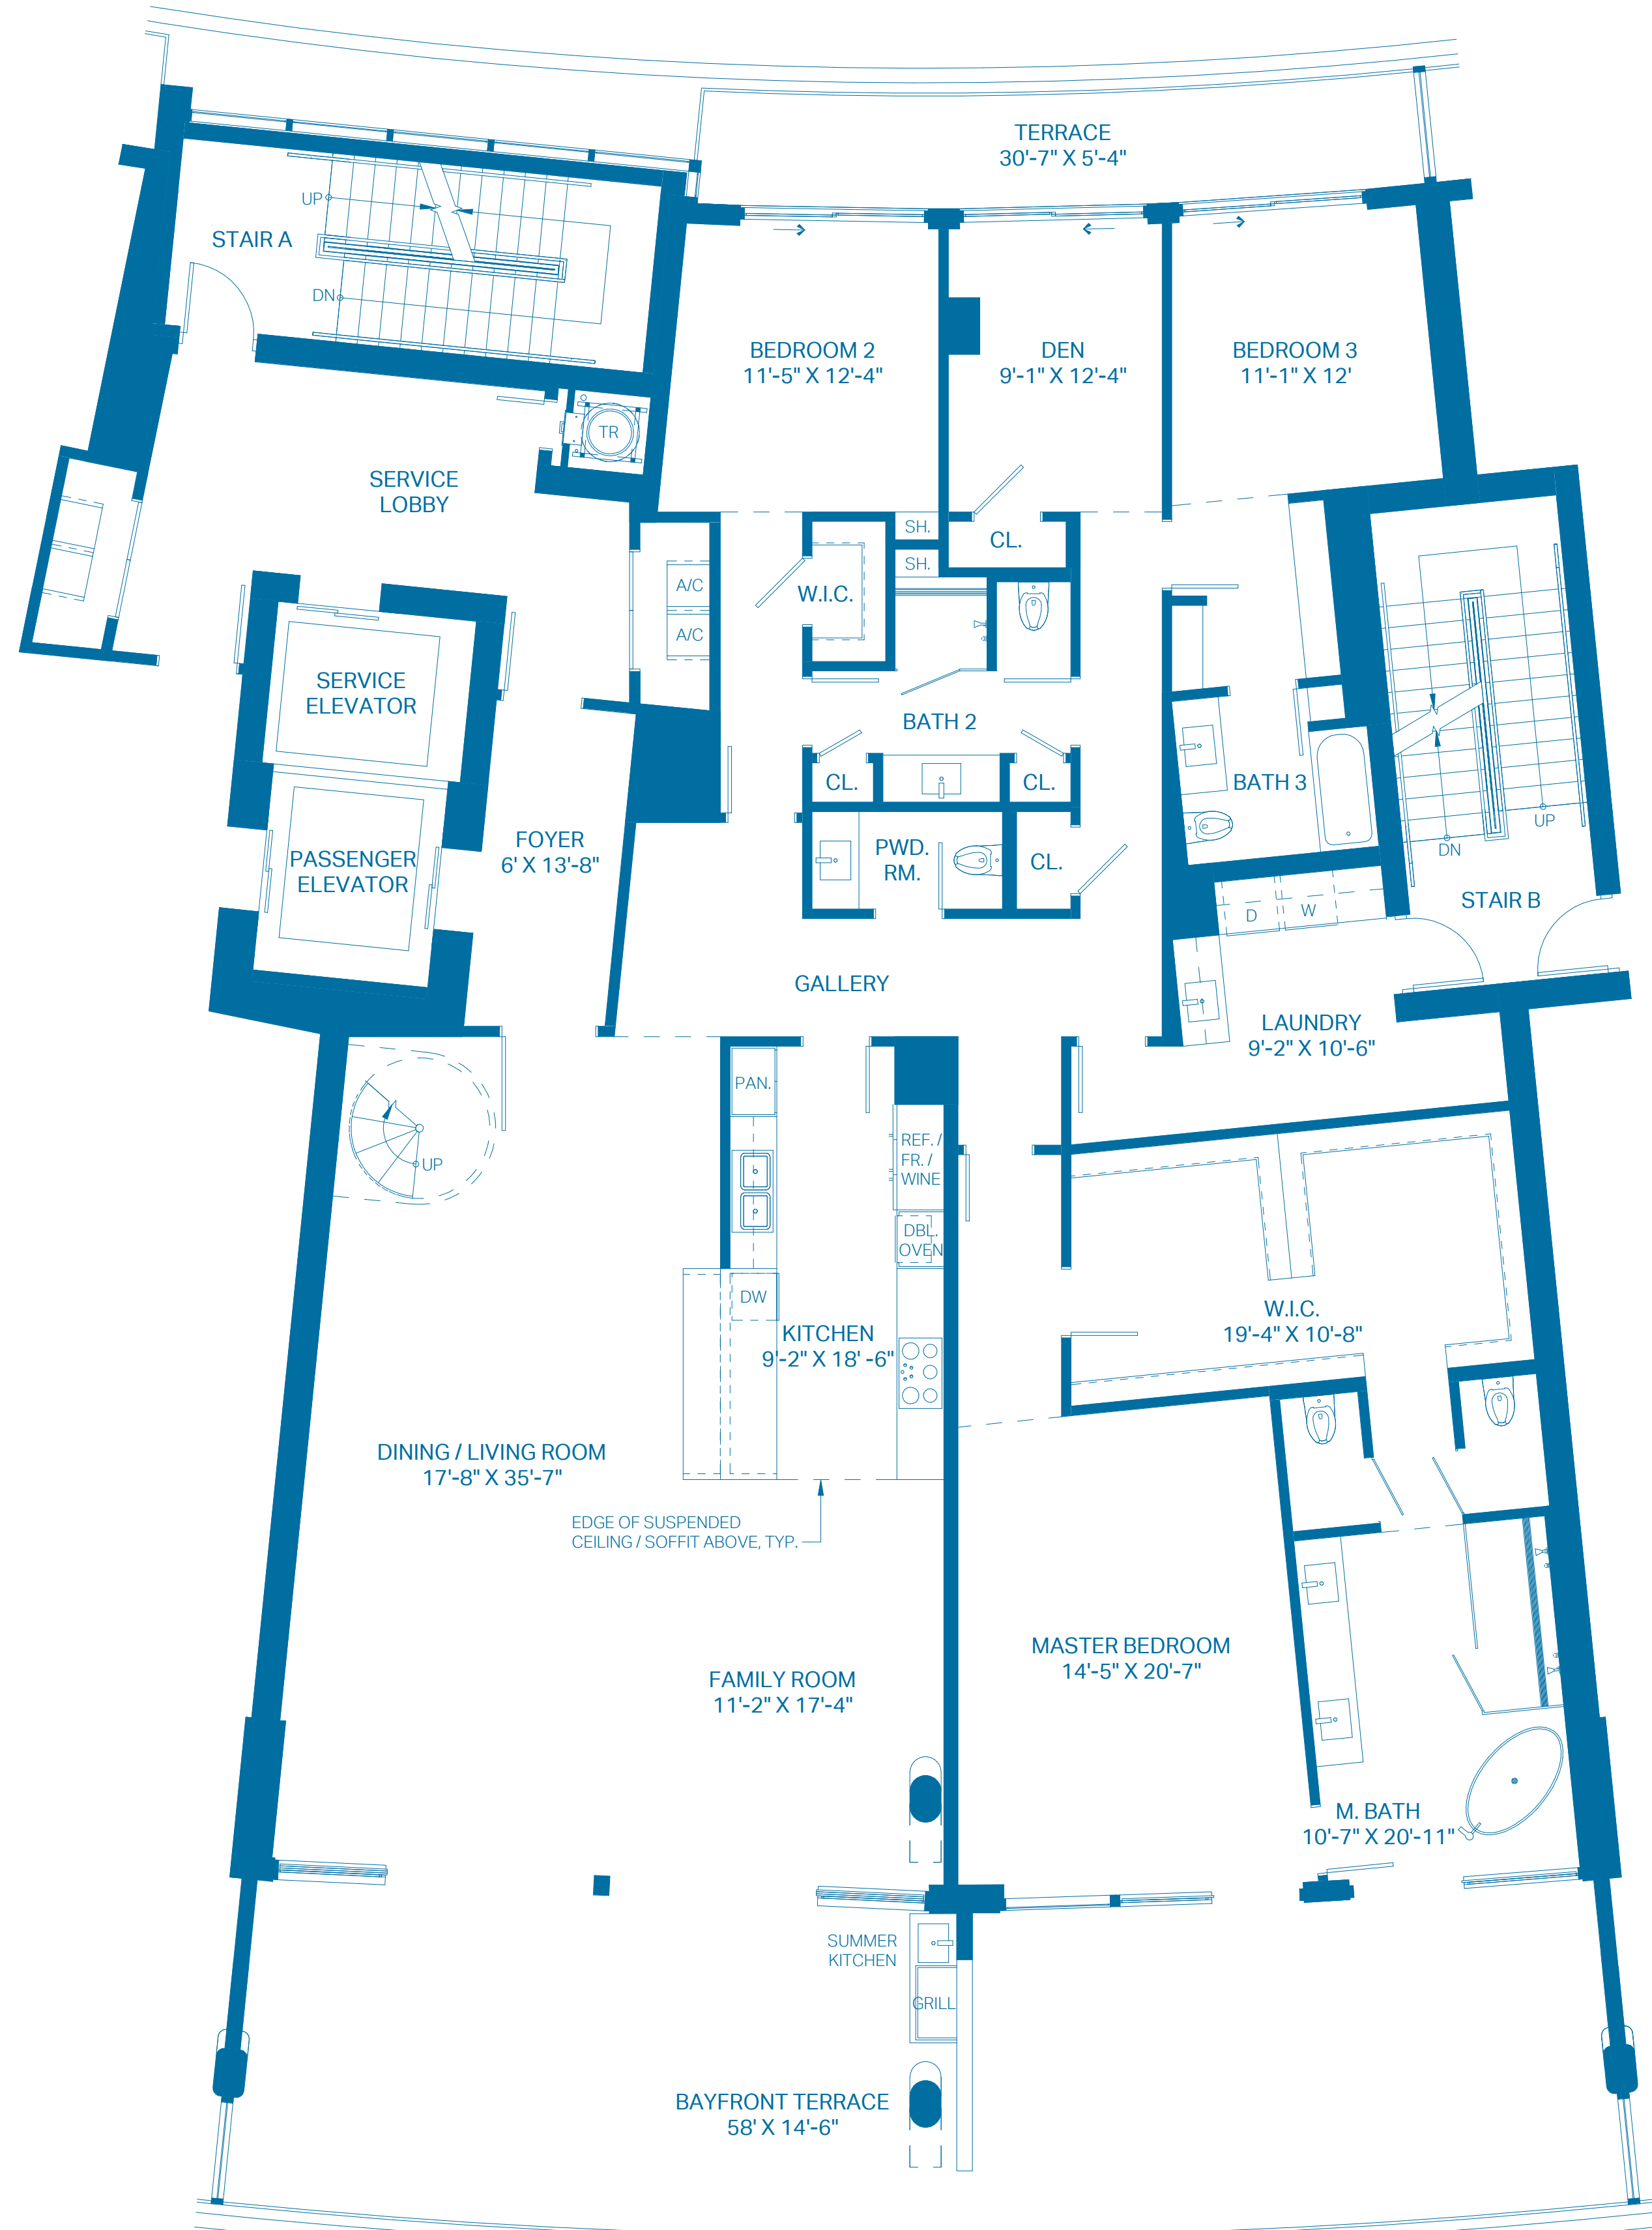 TERRACE
30'-7" X 5'-4"
UP
STAIR A
DN
BEDROOM 2
11'-5" X 12'-4"
DEN
9'-1" X 12'-4"
BEDROOM 3
11'-1" X 12'
TR
SERVICE
LOBBY
SH.
CL.
SH.
A/C
W.I.C.
A/C
SERVICE
ELEVATOR
BATH 2
CL.
CL.
BATH 3
UP
DN
FOYER
6' X 13'-8"
PASSENGER
ELEVATOR
PWD.
RM.
CL.
STAIR B
D
W
GALLERY
LAUNDRY
9'-2" X 10'-6"
PAN.
UP
REF. /
FR. /
WINE
DBL.
OVEN
DW
W.I.C.
19'-4" X 10'-8"
KITCHEN
9'-2" X 18' -6"
DINING / LIVING ROOM
17'-8" X 35'-7"
EDGE OF SUSPENDED
CEILING / SOFFIT ABOVE, TYP.
MASTER BEDROOM
14'-5" X 20'-7"
FAMILY ROOM
11'-2" X 17'-4"
M. BATH
10'-7" X 20'-11"
SUMMER
KITCHEN
GRILL
BAYFRONT TERRACE
58' X 14'-6"